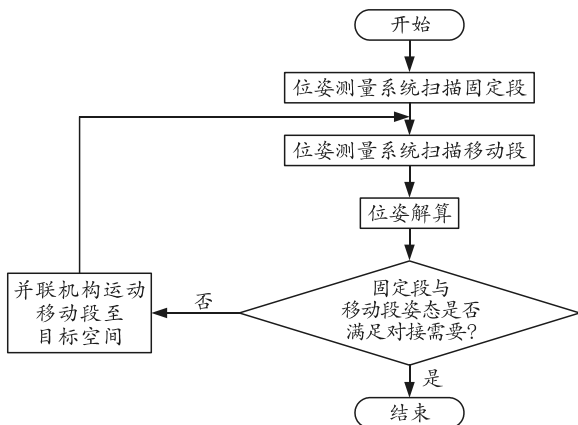 开始
位姿测量系统扫描固定段
位姿测量系统扫描移动段
位姿解算
固定段与
移动段姿态是否
满足对接需要?
否
并联机构运动
移动段至
目标空间
是
结束